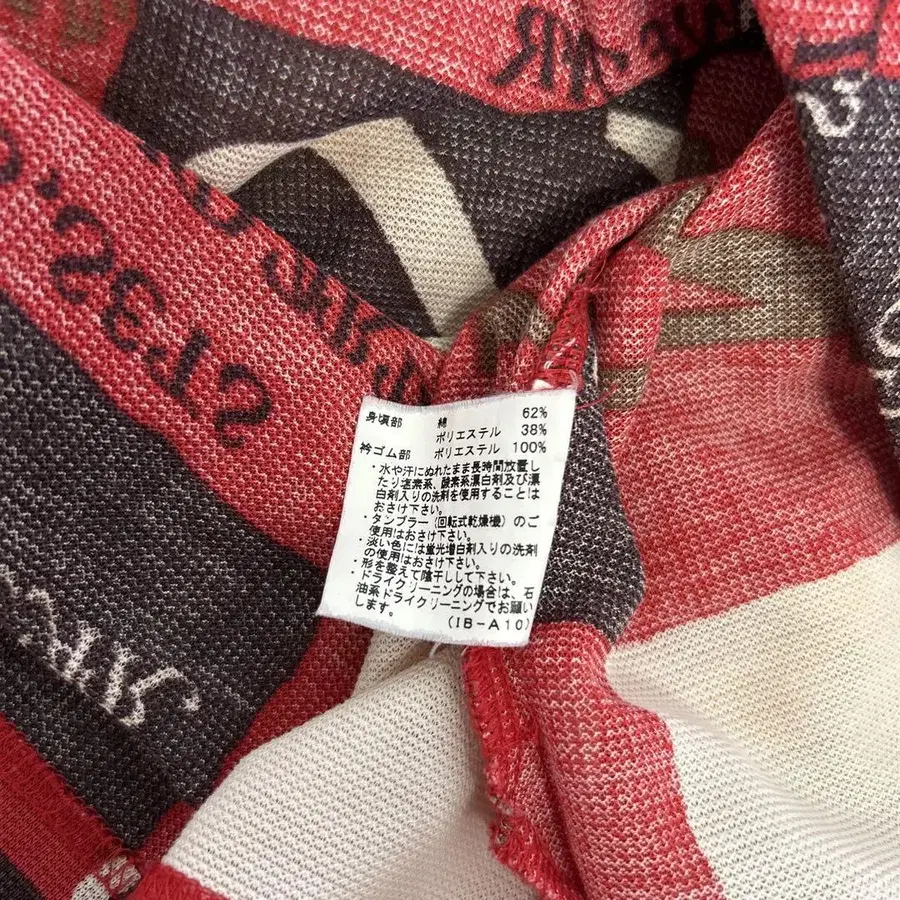 身頃部 綿 62%
ポリエステル 38%
衿ゴム部 ポリエステル 100%
・水や汗にぬれたまま長時間放置し
たり塩素系、酸素系漂白剤及び漂
白剤入りの洗剤を使用することは
おさけ下さい。
・タンブラー(回転式乾燥機)のご
使用はおさけ下さい。
・淡い色には蛍光増白剤入りの洗剤
の使用はおさけ下さい。
・形を整えて陰干しして下さい。
・ドライクリーニングの場合は、石
油系ドライクリーニングでお願い
します。
(IB-A10)